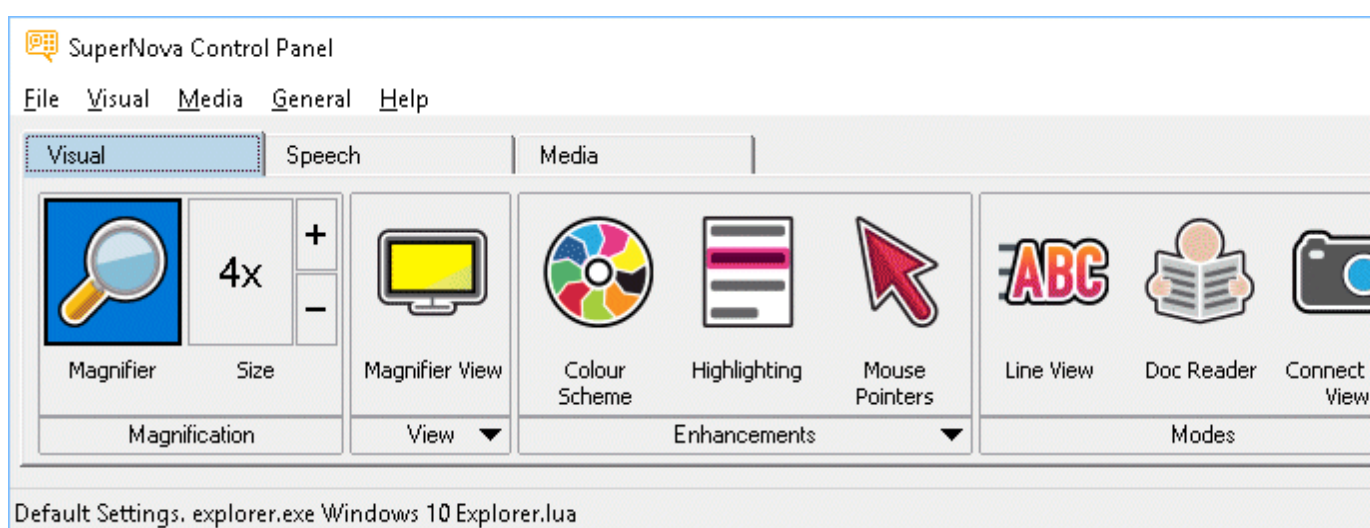 SuperNova Control Panel
File Visual Media General Help
Visual Speech Media
4x + −
ABC
Magnifier Size Magnifier View Colour Scheme Highlighting Mouse Pointers Line View Doc Reader Connect View
Magnification View Enhancements Modes
Default Settings. explorer.exe Windows 10 Explorer.lua